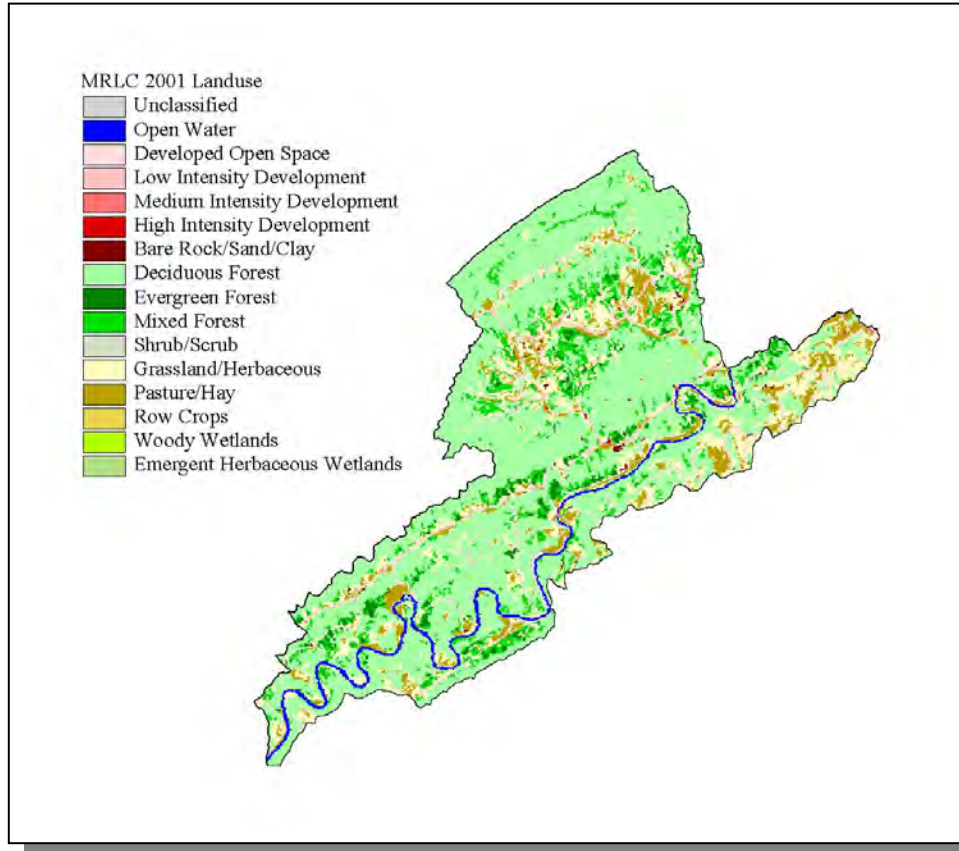 MRLC 2001 Landuse
Unclassified
Open Water
Developed Open Space
Low Intensity Development
Medium Intensity Development
High Intensity Development
Bare Rock/Sand/Clay
Deciduous Forest
Evergreen Forest
Mixed Forest
Shrub/Scrub
Grassland/Herbaceous
Pasture/Hay
Row Crops
Woody Wetlands
Emergent Herbaceous Wetlands